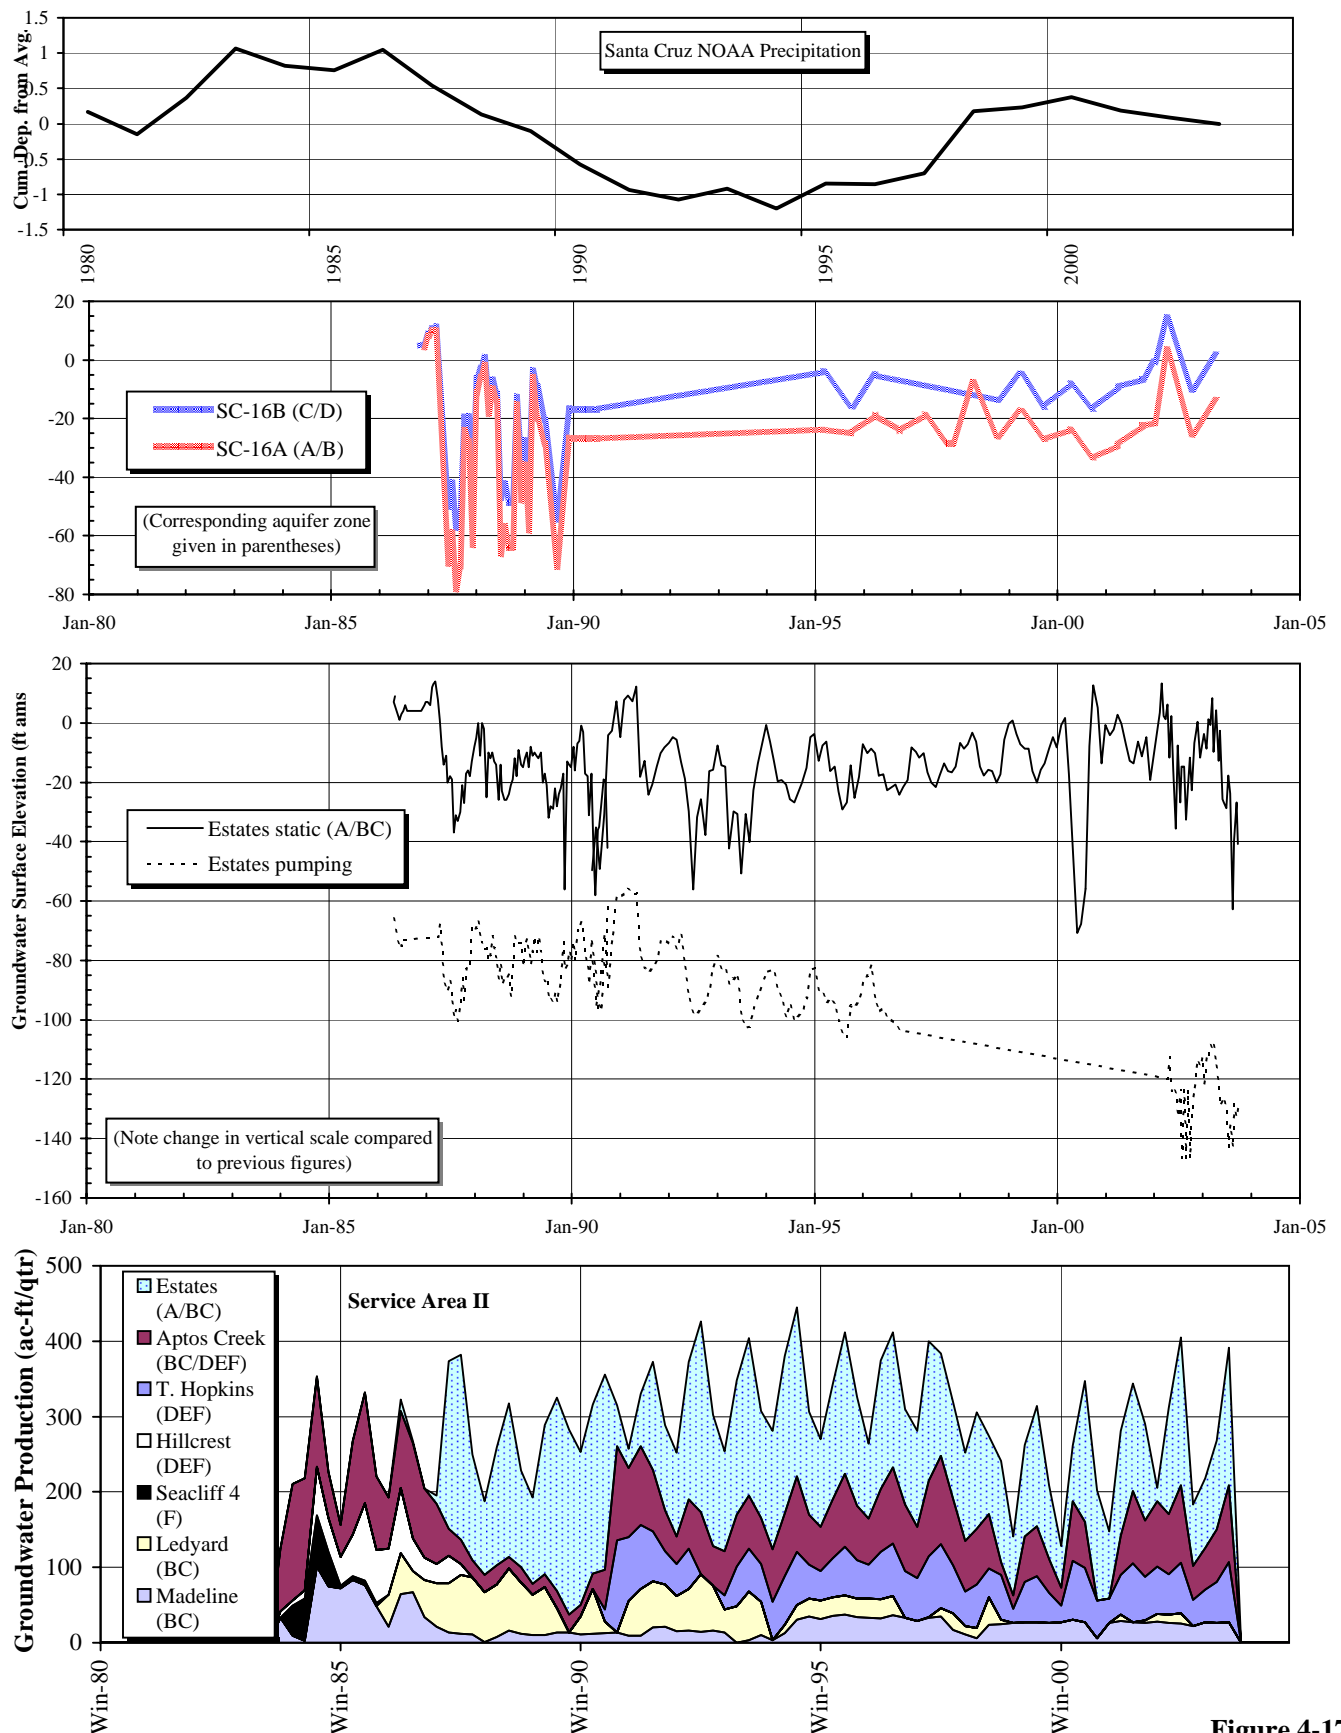 1.5
1
0.5
0
-0.5
-1
-1.5
Cum. Dep. from Avg.
Santa Cruz NOAA Precipitation
1980
1985
1990
1995
2000
20
0
-20
-40
-60
-80
SC-16B (C/D)
SC-16A (A/B)
(Corresponding aquifer zone
given in parentheses)
Jan-80
Jan-85
Jan-90
Jan-95
Jan-00
Jan-05
Groundwater Surface Elevation (ft ams
20
0
-20
-40
-60
-80
-100
-120
-140
-160
Estates static (A/BC)
Estates pumping
(Note change in vertical scale compared
to previous figures)
Jan-80
Jan-85
Jan-90
Jan-95
Jan-00
Jan-05
Groundwater Production (ac-ft/qtr)
500
400
300
200
100
0
Service Area II
Estates
(A/BC)
Aptos Creek
(BC/DEF)
T. Hopkins
(DEF)
Hillcrest
(DEF)
Seacliff 4
(F)
Ledyard
(BC)
Madeline
(BC)
Win-80
Win-85
Win-90
Win-95
Win-00
Figure 4-17